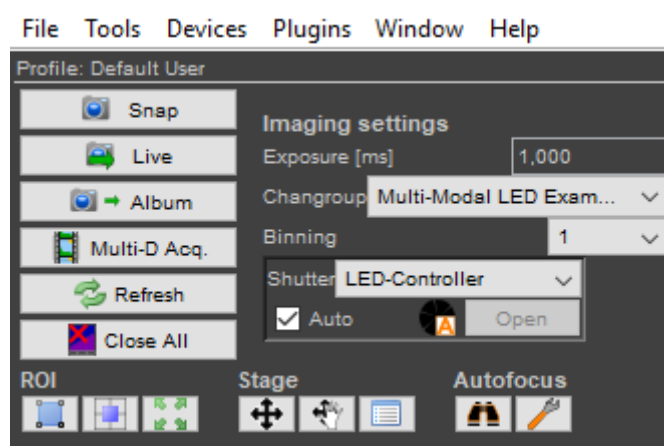 File Tools Devices Plugins Window Help
Profile: Default User
Snap
Live
Album
Multi-D Acq.
Refresh
Close All
Imaging settings
Exposure [ms] 1,000
Changroup Multi-Modal LED Exam...
Binning 1
Shutter LED-Controller
Auto A Open
ROI Stage Autofocus